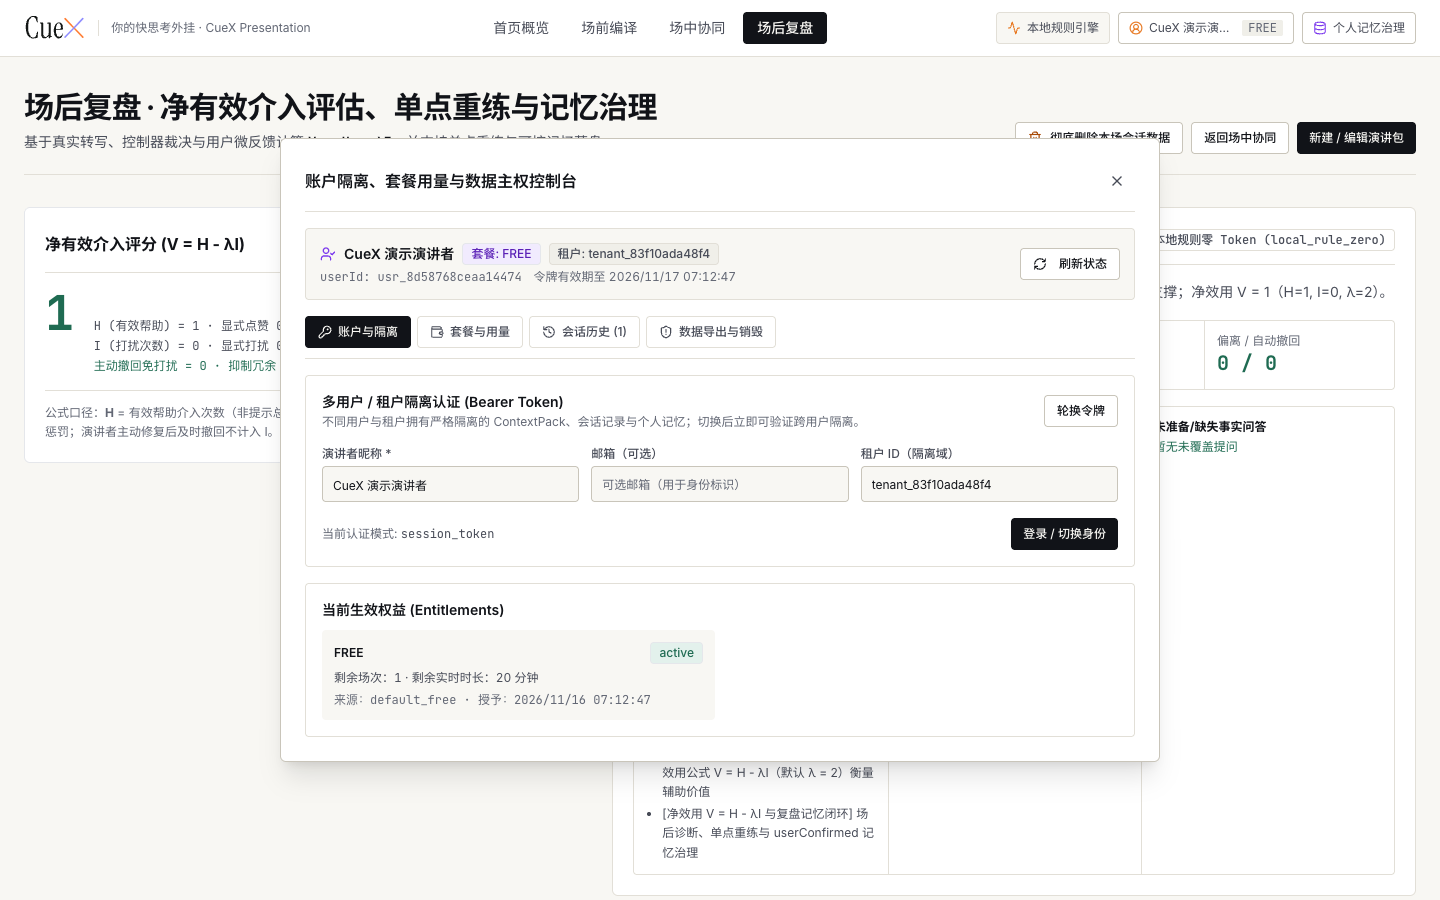 CueX
你的快思考外挂 · CueX Presentation
首页概览
场前编译
场中协同
场后复盘
本地规则引擎
CueX 演示演... FREE
个人记忆治理
场后复盘 · 净有效介入评估、单点重练与记忆治理
基于真实转写、控制器裁决与用户微反馈
返回场中协同
新建 / 编辑演讲包
净有效介入评分 (V = H - λI)
1
H (有效帮助) = 1 · 显式点赞
I (打扰次数) = 0 · 显式打扰
主动撤回免打扰 = 0 · 抑制冗余
公式口径：H = 有效帮助介入次数（非提示总
惩罚；演讲者主动修复后及时撤回不计入 I。
账户隔离、套餐用量与数据主权控制台
CueX 演示演讲者 套餐: FREE 租户: tenant_83f10ada48f4
userId: usr_8d58768ceaa14474 令牌有效期至 2026/11/17 07:12:47
刷新状态
账户与隔离
套餐与用量
会话历史 (1)
数据导出与销毁
多用户 / 租户隔离认证 (Bearer Token)
不同用户与租户拥有严格隔离的 ContextPack、会话记录与个人记忆；切换后立即可验证跨用户隔离。
轮换令牌
演讲者昵称 *
邮箱（可选）
租户 ID（隔离域）
CueX 演示演讲者
可选邮箱（用于身份标识）
tenant_83f10ada48f4
当前认证模式: session_token
登录 / 切换身份
当前生效权益 (Entitlements)
FREE
active
剩余场次：1 · 剩余实时时长：20 分钟
来源：default_free · 授予：2026/11/16 07:12:47
本地规则零 Token (local_rule_zero)
支撑；净效用 V = 1（H=1, I=0, λ=2）。
偏离 / 自动撤回
0 / 0
未准备/缺失事实问答
暂无未覆盖提问
效用公式 V = H - λI（默认 λ = 2）衡量
辅助价值
[净效用 V = H - λI 与复盘记忆闭环] 场
后诊断、单点重练与 userConfirmed 记
忆治理